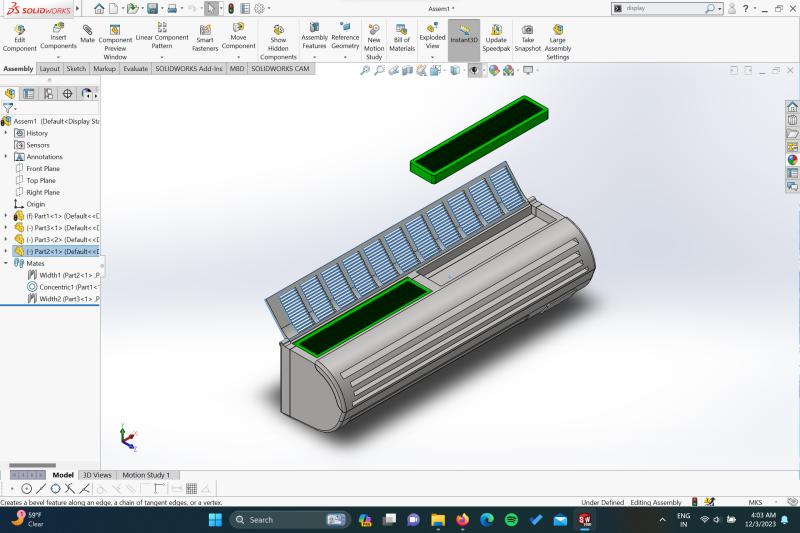 SOLIDWORKS
Assem1 *
display
Edit Component
Insert Components
Mate
Component Preview Window
Linear Component Pattern
Smart Fasteners
Move Component
Show Hidden Components
Assembly Features
Reference Geometry
New Motion Study
Bill of Materials
Exploded View
Instant3D
Update Speedpak
Take Snapshot
Large Assembly Settings
Assembly Layout Sketch Markup Evaluate SOLIDWORKS Add-Ins MBD SOLIDWORKS CAM
Assem1 (Default<Display Sta
History
Sensors
Annotations
Front Plane
Top Plane
Right Plane
Origin
(f) Part1<1> (Default<<D
(-) Part3<1> (Default<<D
(-) Part3<2> (Default<<D
(-) Part2<1> (Default<<D
Mates
Width1 (Part2<1> ,P
Concentric1 (Part1<
Width2 (Part3<1> ,P
Model 3D Views Motion Study 1
Creates a bevel feature along an edge, a chain of tangent edges, or a vertex.
Under Defined Editing Assembly MKS
59°F
Clear
Search
ENG
IN
4:03 AM
12/3/2023